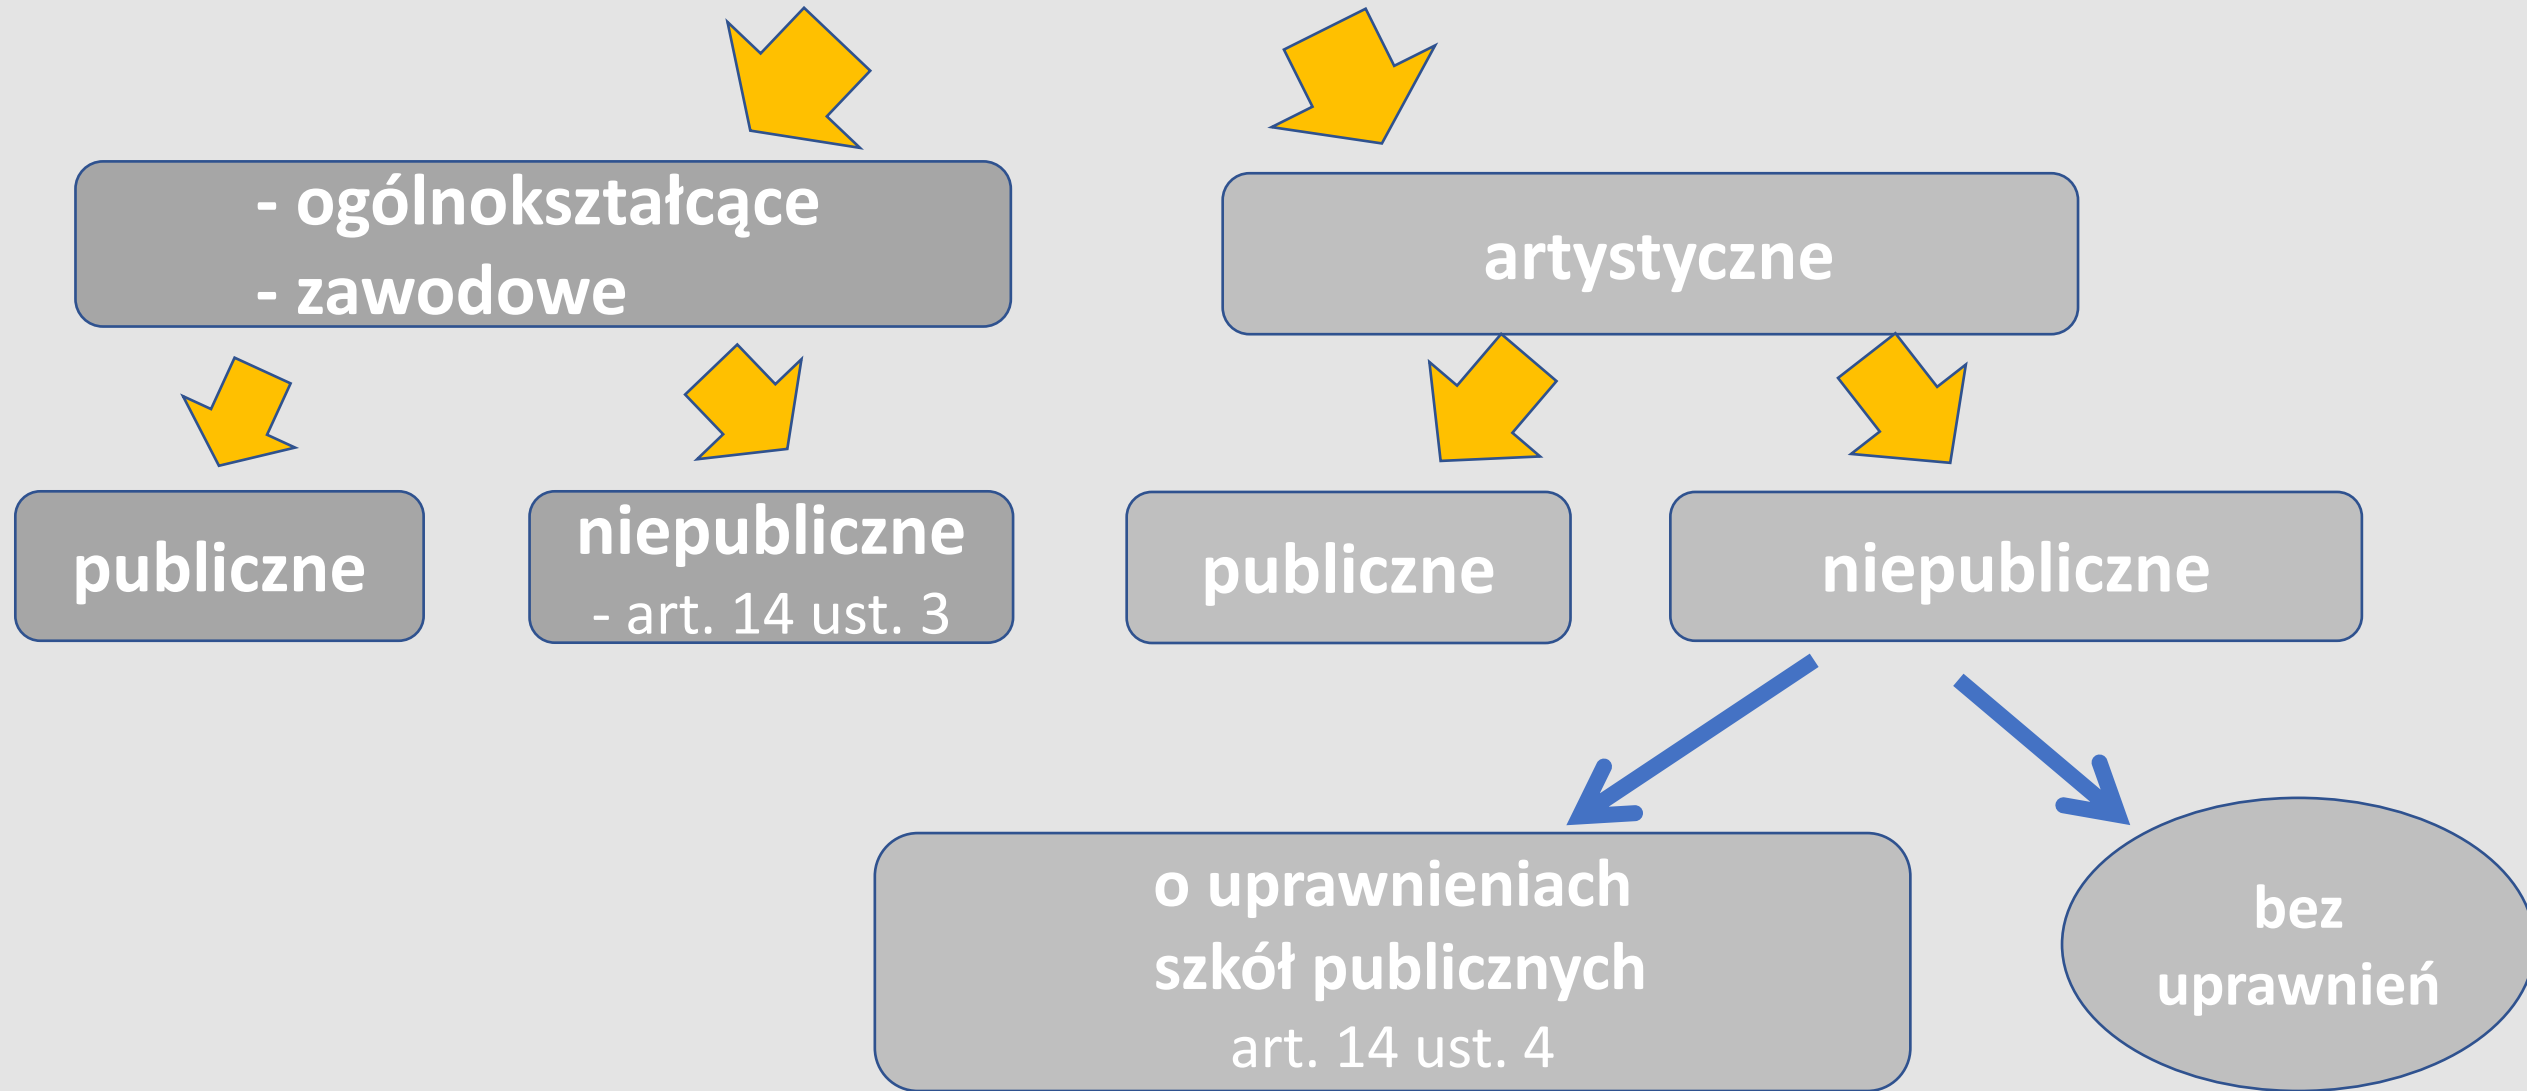 - ogólnokształcące
- zawodowe
artystyczne
publiczne
niepubliczne
- art. 14 ust. 3
publiczne
niepubliczne
o uprawnieniach
szkół publicznych
art. 14 ust. 4
bez
uprawnień